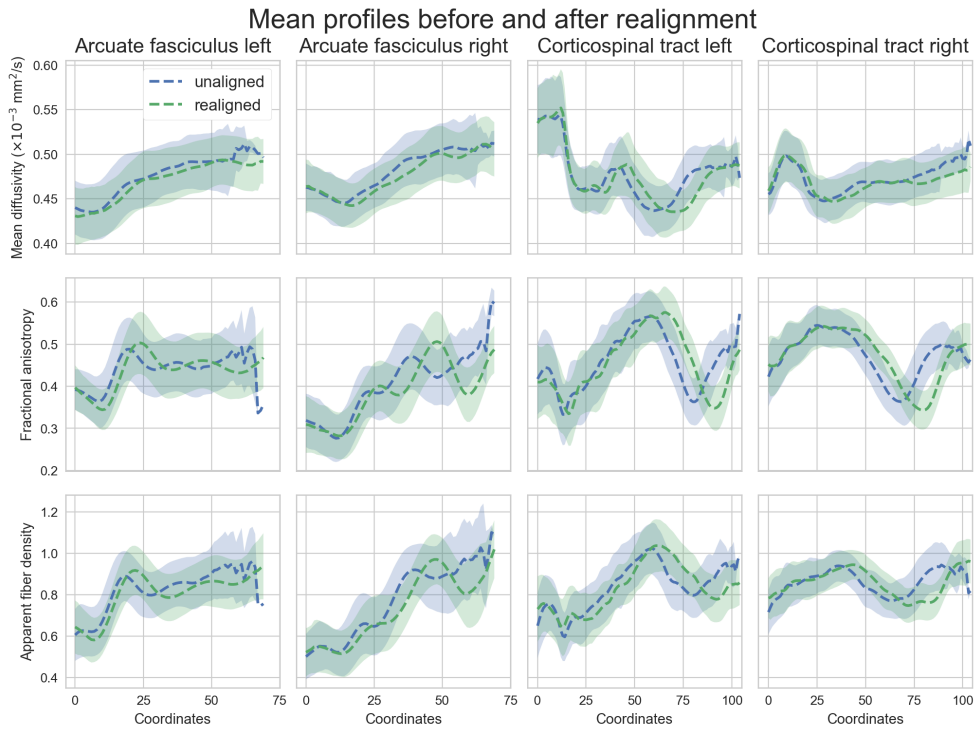 Mean profiles before and after realignment
Arcuate fasciculus left
Arcuate fasciculus right
Corticospinal tract left
Corticospinal tract right
Mean diffusivity (×10⁻³ mm²/s)
0.60
0.55
0.50
0.45
0.40
unaligned
realigned
Fractional anisotropy
0.6
0.5
0.4
0.3
0.2
Apparent fiber density
1.2
1.0
0.8
0.6
0.4
0 25 50 75
0 25 50 75
0 25 50 75 100
0 25 50 75 100
Coordinates
Coordinates
Coordinates
Coordinates